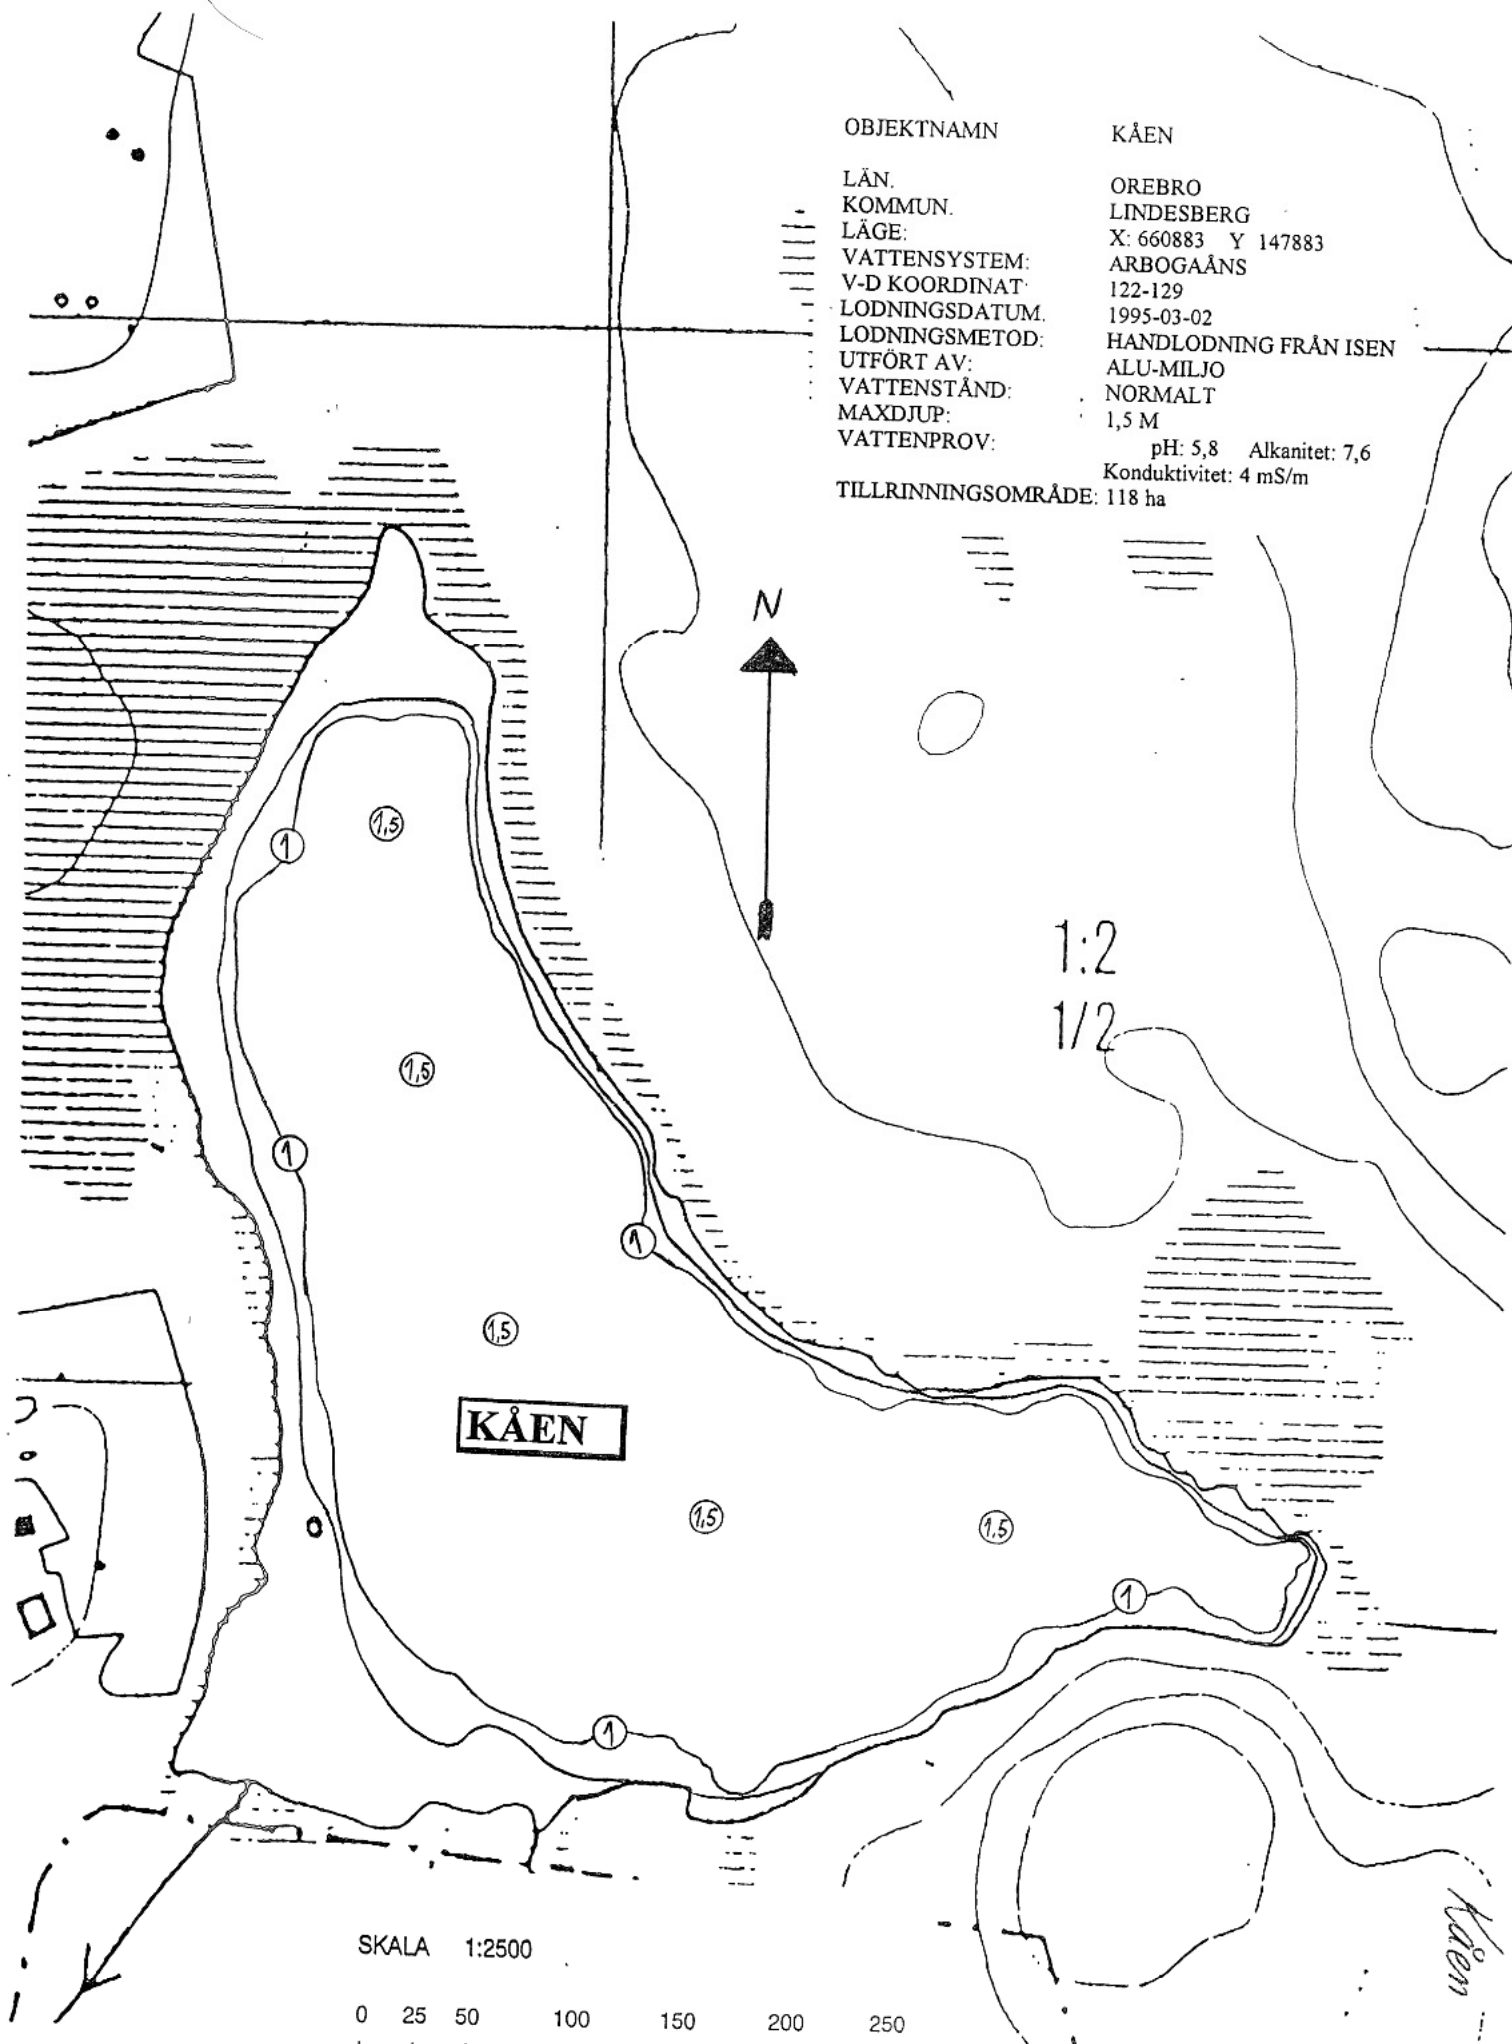 OBJEKTNAMN KÅEN
LÄN. OREBRO
KOMMUN. LINDESBERG
LÄGE: X: 660883 Y 147883
VATTENSYSTEM: ARBOGAÅNS
V-D KOORDINAT 122-129
LODNINGSDATUM. 1995-03-02
LODNINGSMETOD: HANDLODNING FRÅN ISEN
UTFÖRT AV: ALU-MILJO
VATTENSTÅND: NORMALT
MAXDJUP: 1,5 M
VATTENPROV: pH: 5,8 Alkanitet: 7,6
Konduktivitet: 4 mS/m
TILLRINNINGSOMRÅDE: 118 ha
N
1,5
1
1:2
1/2
1,5
1
1
1,5
KÅEN
1,5
1,5
1
1
Kåen
SKALA 1:2500
0 25 50 100 150 200 250